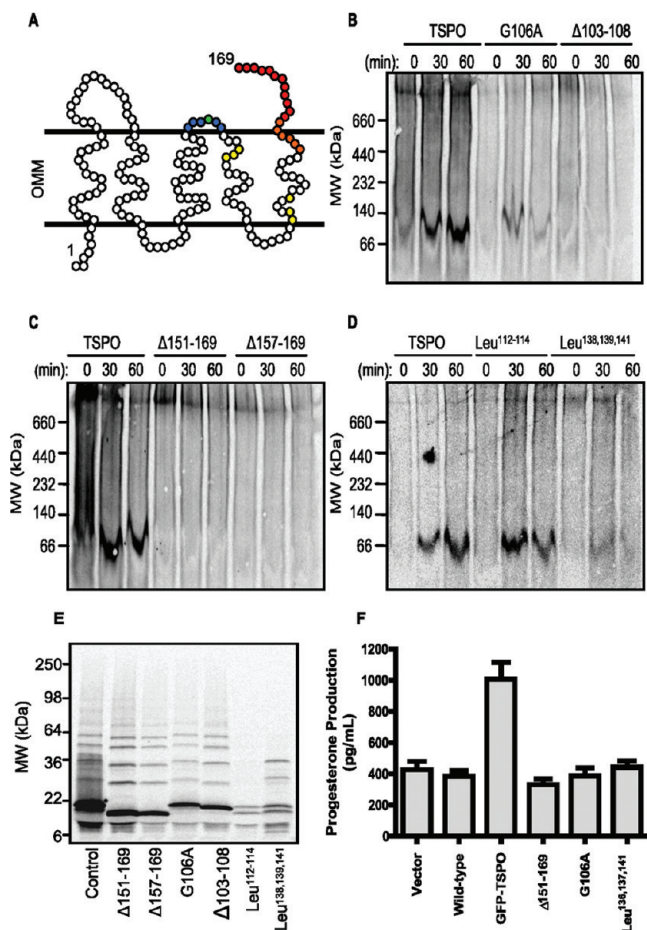 A
169
OMM
1
B
TSPO G106A Δ103-108
(min): 0 30 60 0 30 60 0 30 60
MW (kDa)
660
440
232
140
66
C
TSPO Δ151-169 Δ157-169
(min): 0 30 60 0 30 60 0 30 60
MW (kDa)
660
440
232
140
66
D
TSPO Leu112-114 Leu138,139,141
(min): 0 30 60 0 30 60 0 30 60
MW (kDa)
660
440
232
140
66
E
MW (kDa)
250
98
64
36
22
6
Control
Δ151-169
Δ157-169
G106A
Δ103-108
Leu112-114
Leu138,139,141
F
Progesterone Production
(pg/mL)
1200
1000
800
600
400
200
0
Vector
Wild-type
GFP-TSPO
Δ151-169
G106A
Leu136,137,141